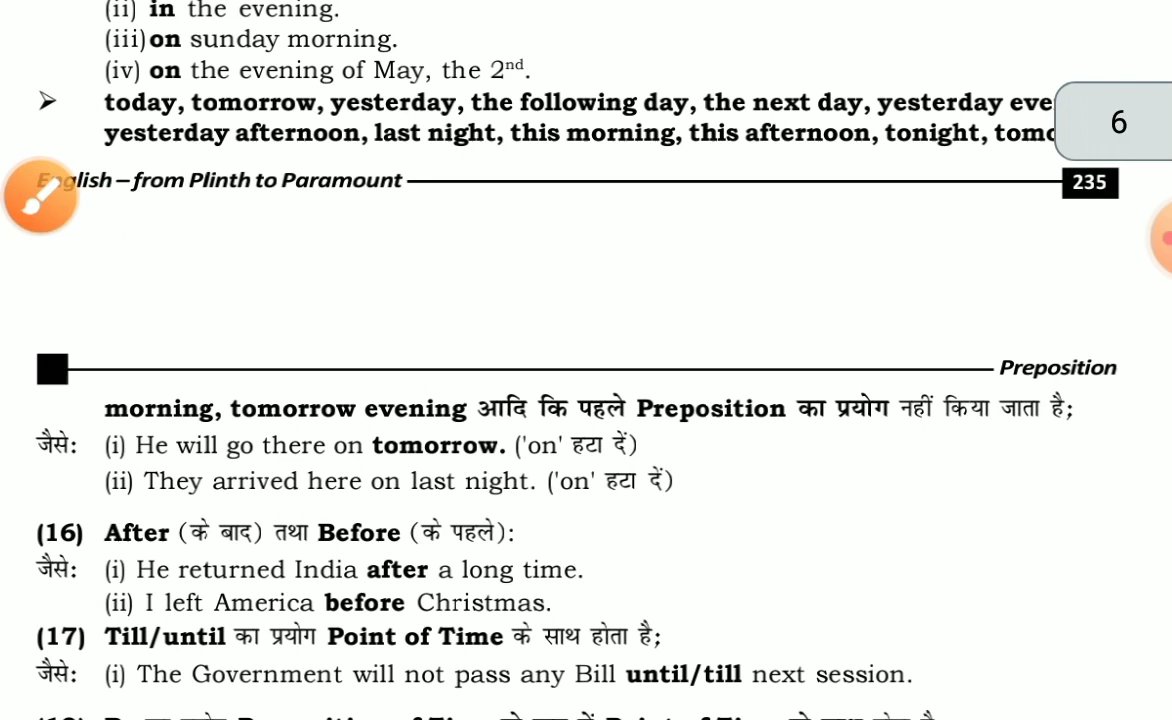 (ii) in the evening.
(iii) on sunday morning.
(iv) on the evening of May, the 2nd.
➤ today, tomorrow, yesterday, the following day, the next day, yesterday eve
6
yesterday afternoon, last night, this morning, this afternoon, tonight, tomo
English – from Plinth to Paramount 235
Preposition
morning, tomorrow evening आदि कि पहले Preposition का प्रयोग नहीं किया जाता है;
जैसे: (i) He will go there on tomorrow. ('on' हटा दें)
(ii) They arrived here on last night. ('on' हटा दें)
(16) After (के बाद) तथा Before (के पहले):
जैसे: (i) He returned India after a long time.
(ii) I left America before Christmas.
(17) Till/until का प्रयोग Point of Time के साथ होता है;
जैसे: (i) The Government will not pass any Bill until/till next session.